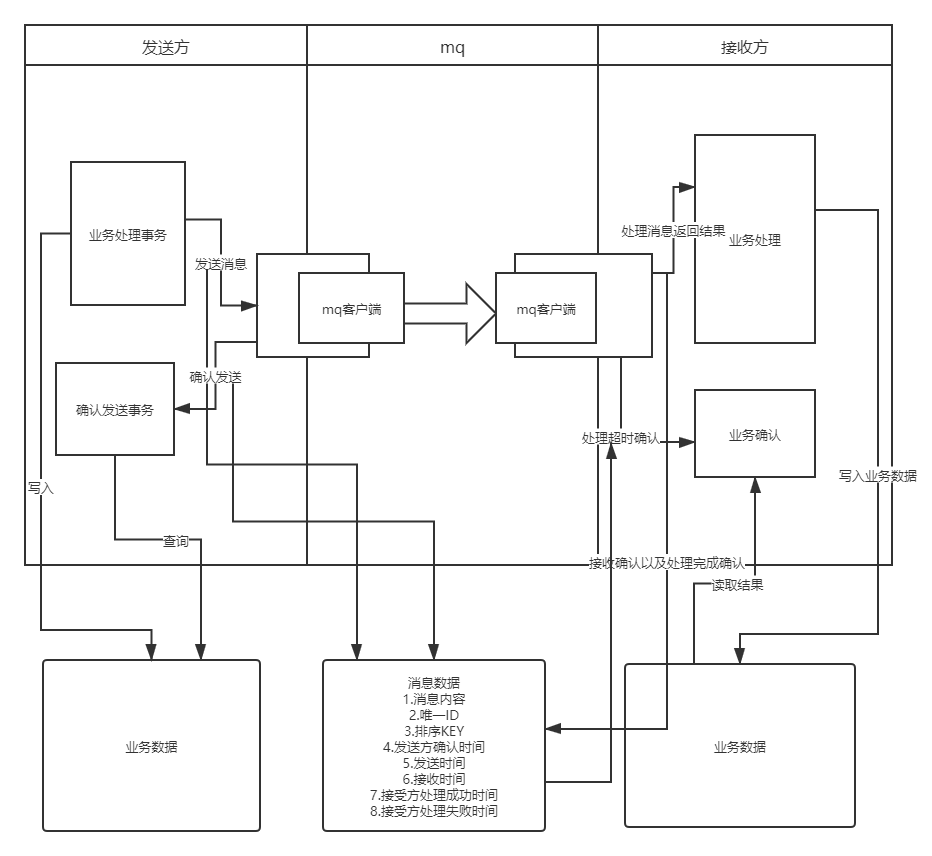 发送方
mq
接收方
业务处理事务
处理消息返回结果
业务处理
发送消息
mq客户端
mq客户端
确认发送
确认发送事务
处理超时确认
业务确认
写入
写入业务数据
查询
接收确认以及处理完成确认
读取结果
业务数据
消息数据
1.消息内容
2.唯一ID
3.排序KEY
4.发送方确认时间
5.发送时间
6.接收时间
7.接受方处理成功时间
8.接受方处理失败时间
业务数据